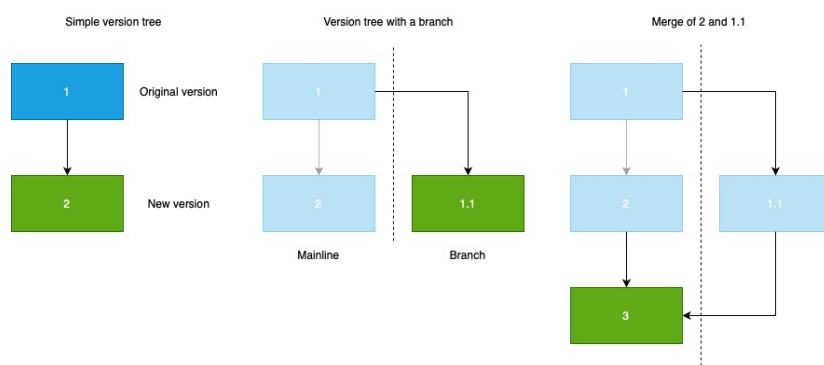 Simple version tree
Version tree with a branch
Merge of 2 and 1.1
1
Original version
1
1
2
New version
2
1.1
2
1.1
Mainline
Branch
3